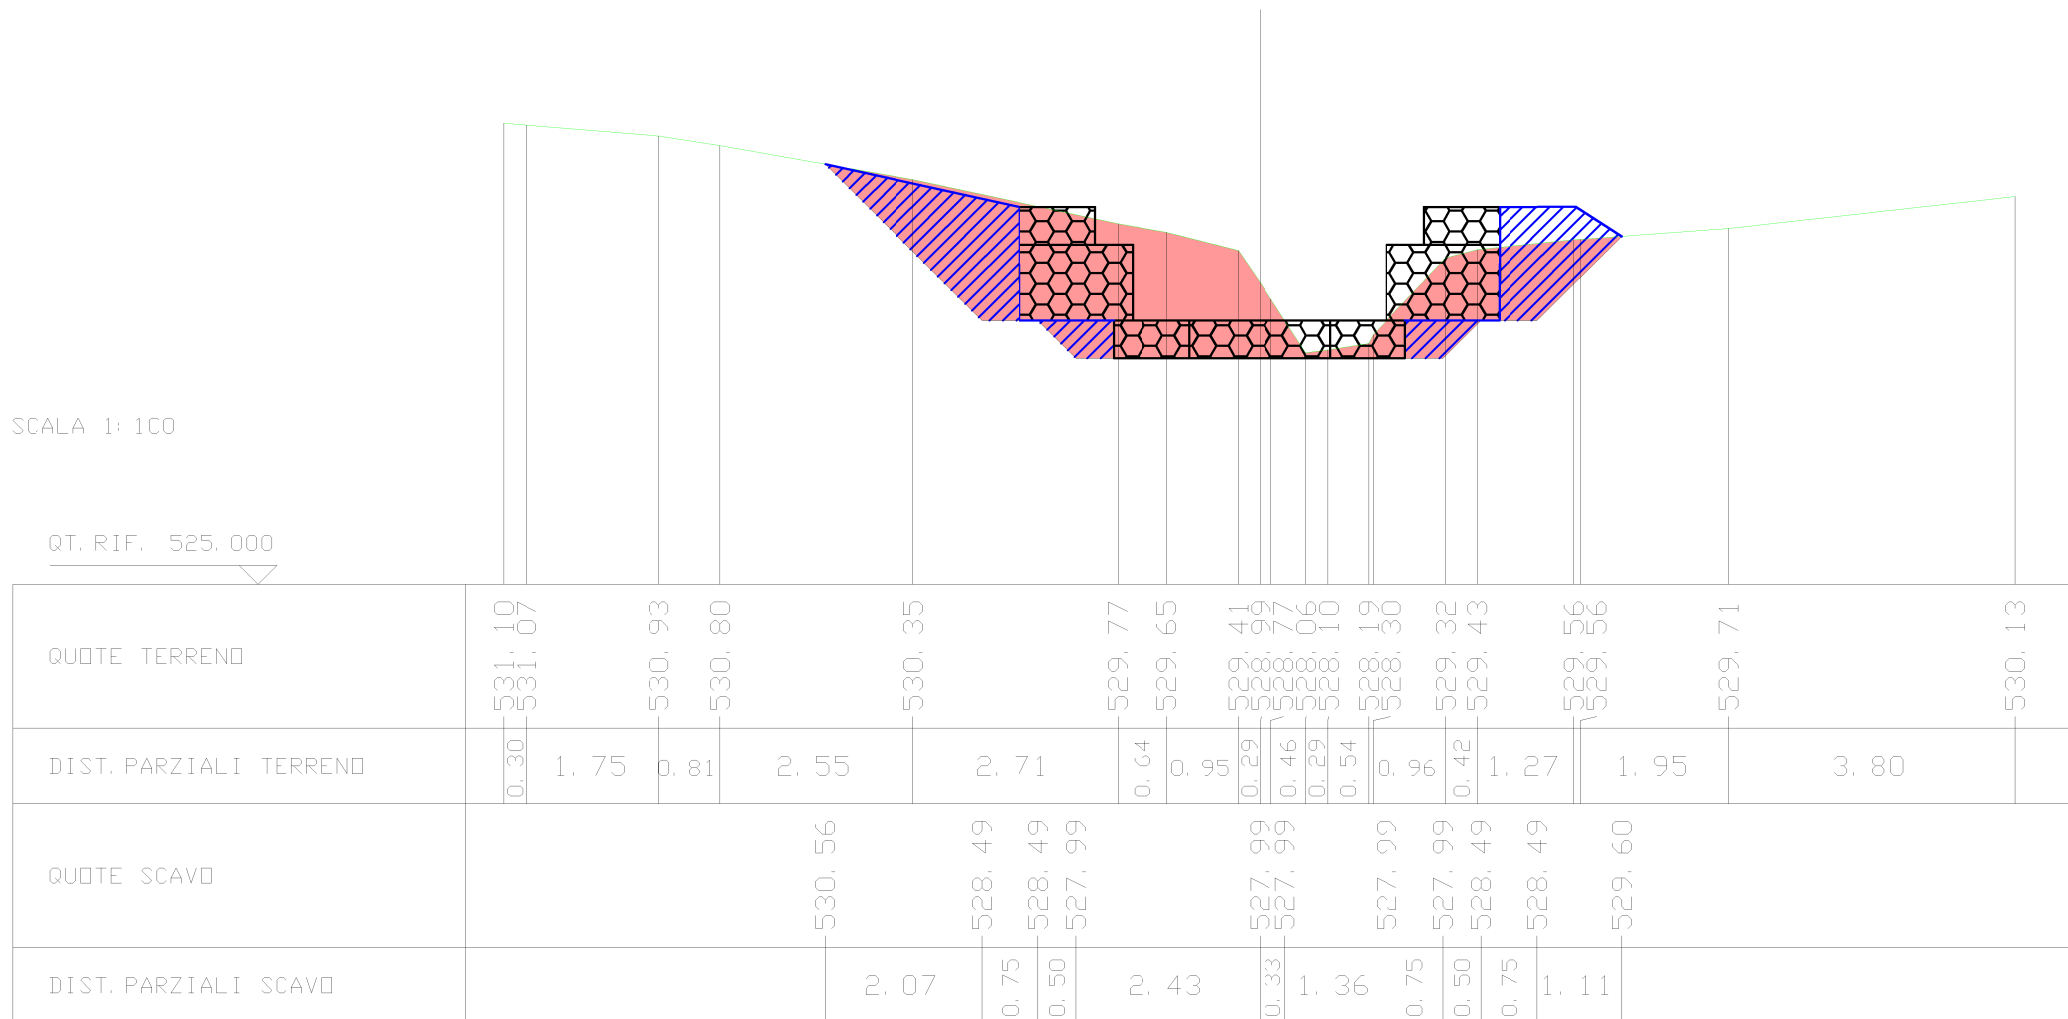 SCALA 1:100
QT.RIF. 525.000
QUOTE TERRENO
531.10 531.07 530.93 530.80 530.35 529.77 529.65 529.41 528.99 528.77 528.06 528.10 528.19 528.30 529.32 529.43 529.56 529.56 529.71 530.13
DIST.PARZIALI TERRENO
0.30 1.75 0.81 2.55 2.71 0.64 0.95 0.29 0.46 0.29 0.54 0.96 0.42 1.27 1.95 3.80
QUOTE SCAVO
530.56 528.49 528.49 527.99 527.99 527.99 527.99 527.99 528.49 528.49 529.60
DIST.PARZIALI SCAVO
2.07 0.75 0.50 2.43 0.33 1.36 0.75 0.50 0.75 1.11